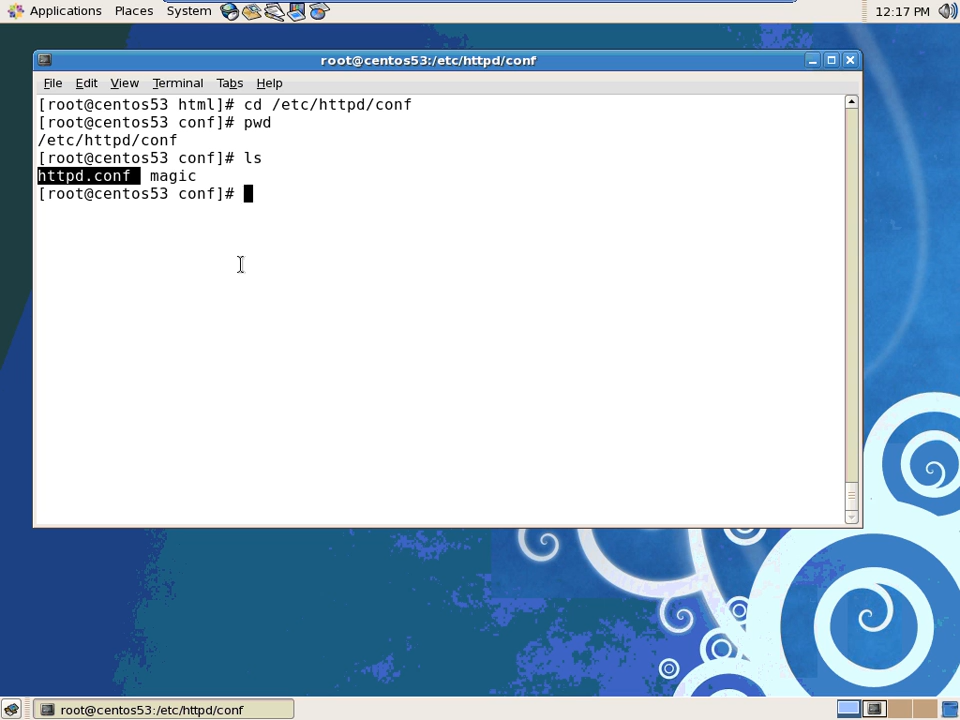 Applications Places System 12:17 PM
root@centos53:/etc/httpd/conf
File Edit View Terminal Tabs Help
[root@centos53 html]# cd /etc/httpd/conf
[root@centos53 conf]# pwd
/etc/httpd/conf
[root@centos53 conf]# ls
httpd.conf magic
[root@centos53 conf]#
root@centos53:/etc/httpd/conf